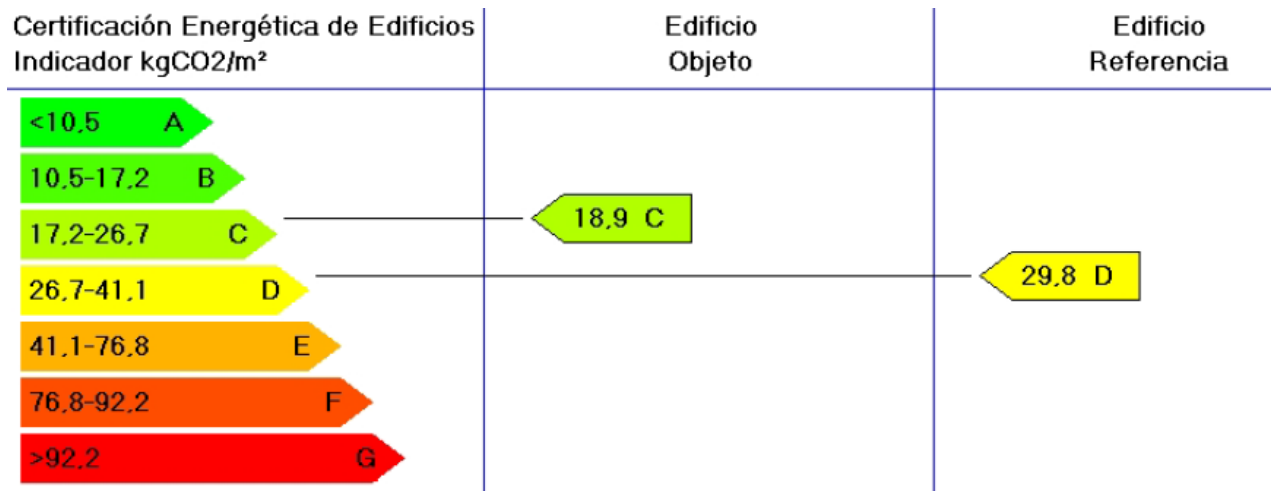 Certificación Energética de Edificios
Indicador kgCO2/m²
Edificio
Objeto
Edificio
Referencia
<10,5 A
10,5-17,2 B
17,2-26,7 C
18,9 C
26,7-41,1 D
29,8 D
41,1-76,8 E
76,8-92,2 F
>92,2 G